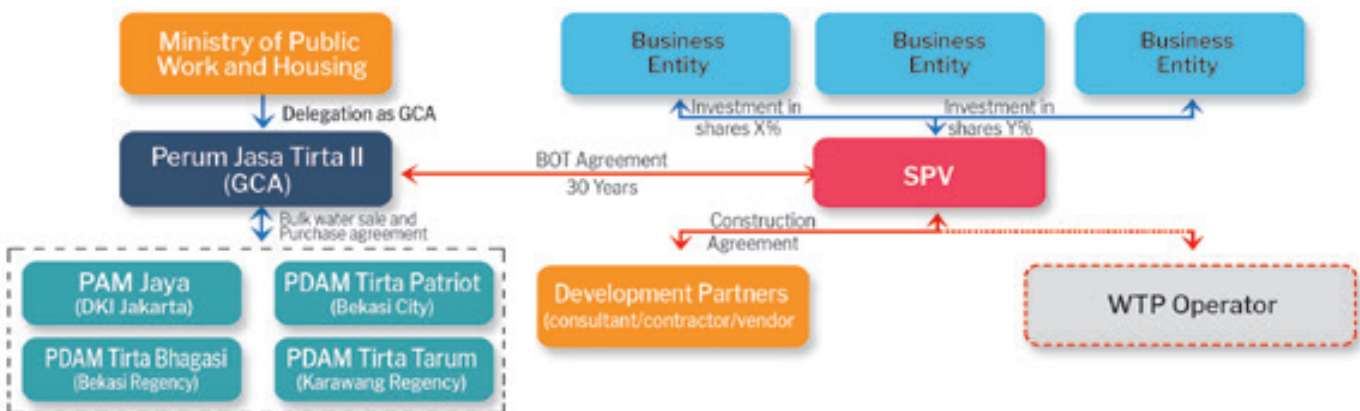 Ministry of Public
Work and Housing
Delegation as GCA
Perum Jasa Tirta II
(GCA)
Bulk water sale and
Purchase agreement
PAM Jaya
(DKI Jakarta)
PDAM Tirta Patriot
(Bekasi City)
PDAM Tirta Bhagasi
(Bekasi Regency)
PDAM Tirta Tarum
(Karawang Regency)
BOT Agreement
30 Years
Business
Entity
Business
Entity
Business
Entity
Investment in
shares X%
Investment in
shares Y%
SPV
Construction
Agreement
Development Partners
(consultant/contractor/vendor
WTP Operator